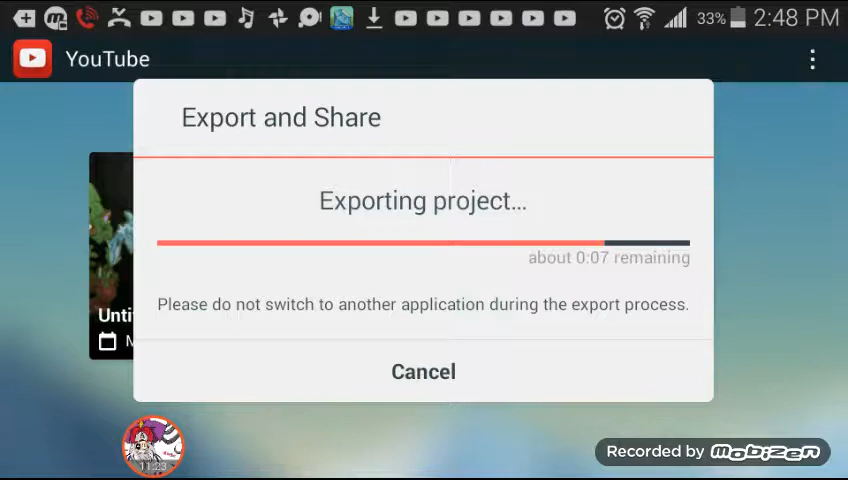 33% 2:48 PM
YouTube
Export and Share
Exporting project...
about 0:07 remaining
Please do not switch to another application during the export process.
Unti
M
Cancel
11:23
Recorded by MOBIZEN